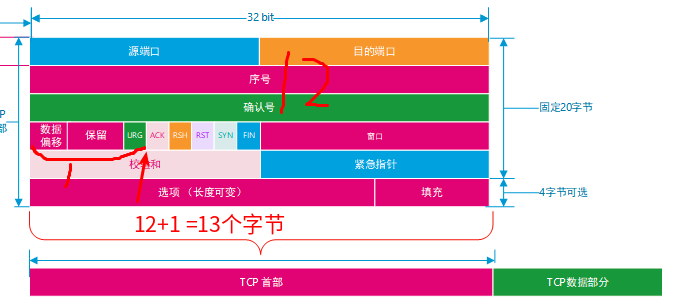 32 bit
源端口 目的端口
序号
12
确认号
P
部
固定20字节
数据
偏移 保留 URG ACK RSH RST SYN FIN 窗口
校验和 紧急指针
1
选项 （长度可变） 填充 4字节可选
12+1 =13个字节
TCP 首部 TCP数据部分